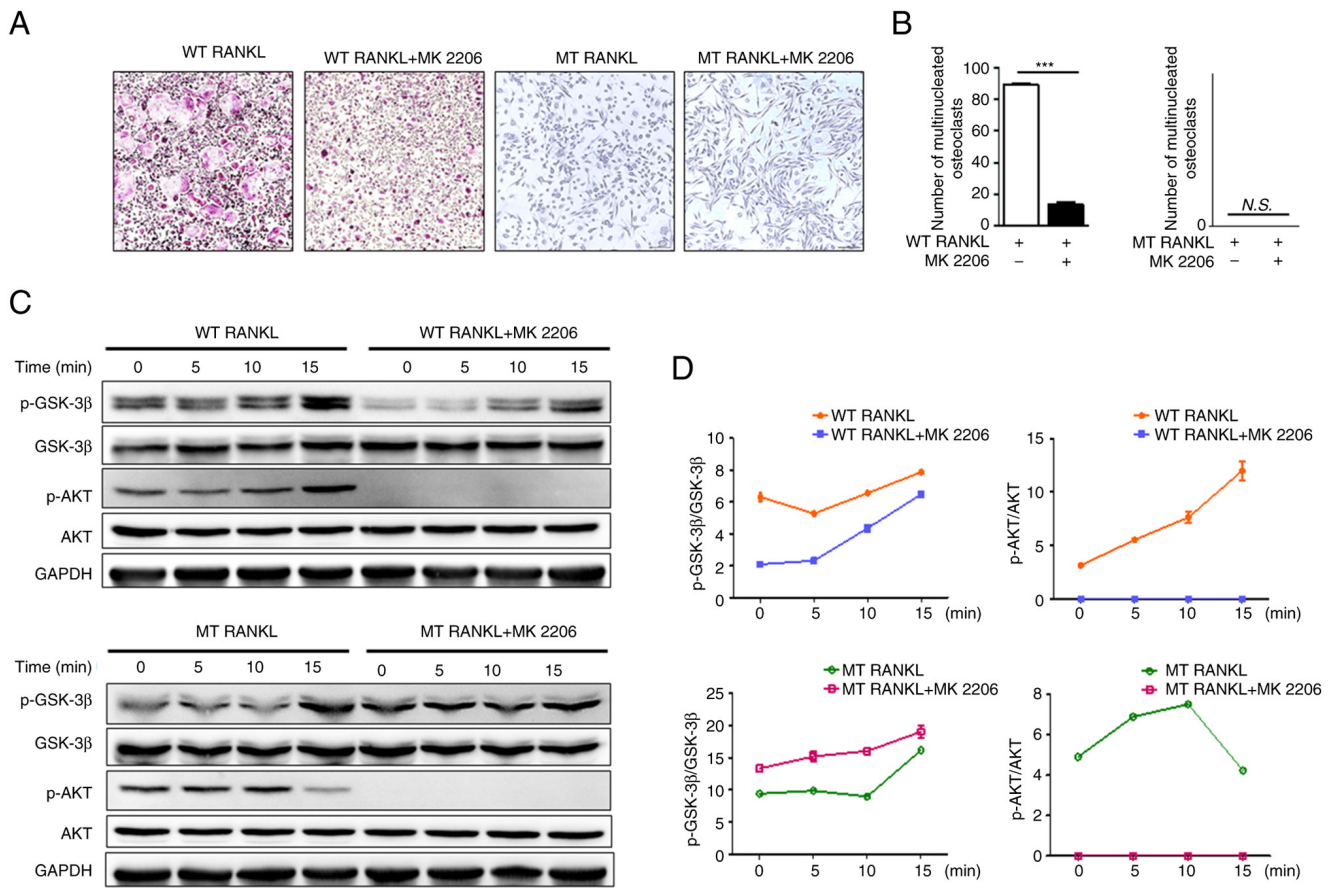 A
WT RANKL
WT RANKL+MK 2206
MT RANKL
MT RANKL+MK 2206
B
Number of multinucleated
osteoclasts
100
80
60
40
20
0
***
WT RANKL + +
MK 2206 – +
Number of multinucleated
osteoclasts
0
N.S.
MT RANKL + +
MK 2206 – +
C
WT RANKL
WT RANKL+MK 2206
Time (min) 0 5 10 15 0 5 10 15
p-GSK-3β
GSK-3β
p-AKT
AKT
GAPDH
MT RANKL
MT RANKL+MK 2206
Time (min) 0 5 10 15 0 5 10 15
p-GSK-3β
GSK-3β
p-AKT
AKT
GAPDH
D
WT RANKL
WT RANKL+MK 2206
p-GSK-3β/GSK-3β
10
8
6
4
2
0
0 5 10 15 (min)
WT RANKL
WT RANKL+MK 2206
p-AKT/AKT
15
10
5
0
0 5 10 15 (min)
MT RANKL
MT RANKL+MK 2206
p-GSK-3β/GSK-3β
25
20
15
10
5
0
0 5 10 15 (min)
MT RANKL
MT RANKL+MK 2206
p-AKT/AKT
8
6
4
2
0
0 5 10 15 (min)